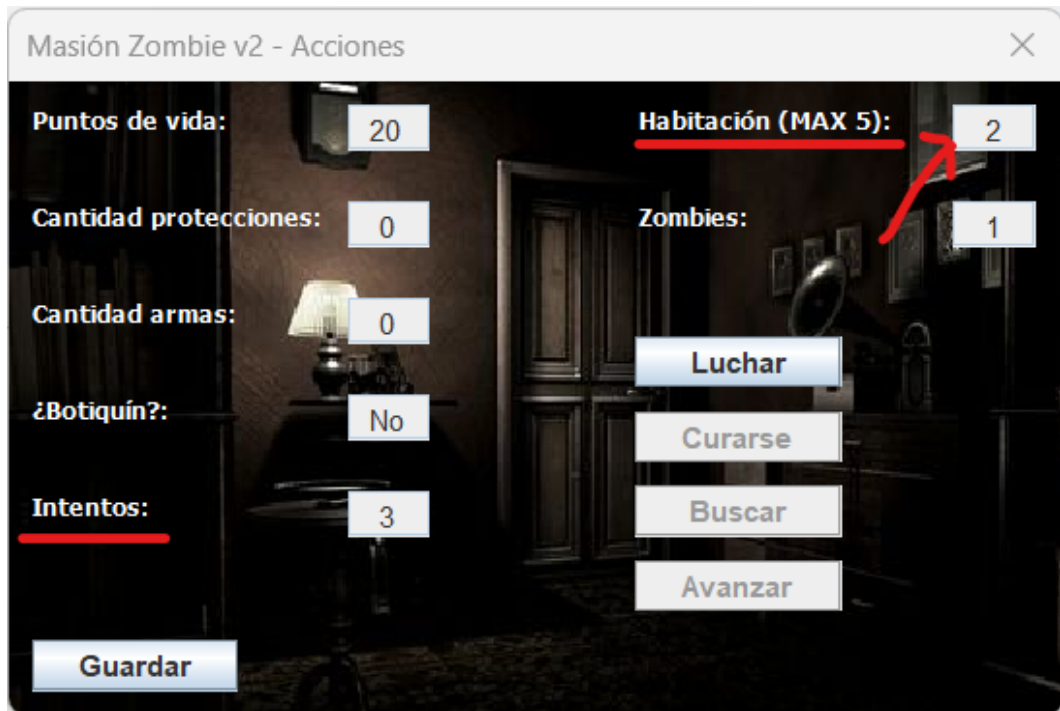 Masión Zombie v2 - Acciones
Puntos de vida: 20
Habitación (MAX 5): 2
Cantidad protecciones: 0
Zombies: 1
Cantidad armas: 0
Luchar
¿Botiquín?: No
Curarse
Intentos: 3
Buscar
Avanzar
Guardar